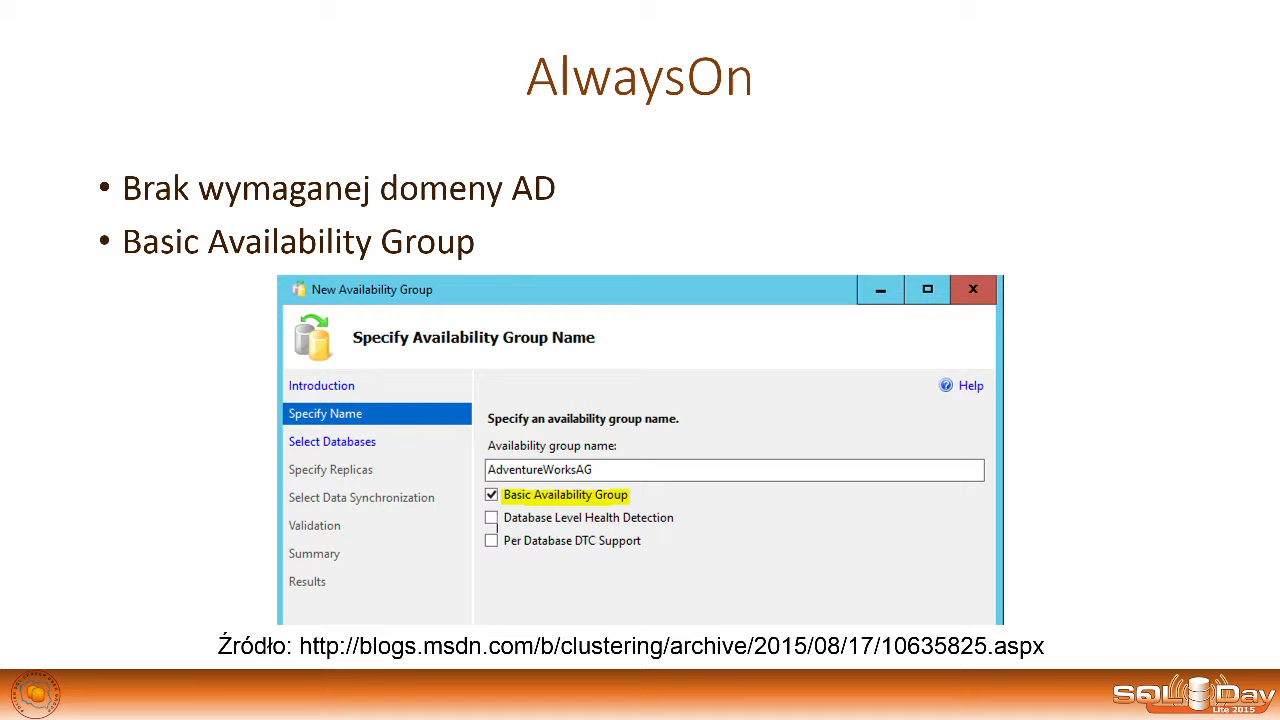 AlwaysOn
• Brak wymaganej domeny AD
• Basic Availability Group
New Availability Group
Specify Availability Group Name
Introduction
Help
Specify Name
Specify an availability group name.
Select Databases
Availability group name:
Specify Replicas
AdventureWorksAG
Select Data Synchronization
Basic Availability Group
Validation
Database Level Health Detection
Summary
Per Database DTC Support
Results
Źródło: http://blogs.msdn.com/b/clustering/archive/2015/08/17/10635825.aspx
SQL Day
Lite 2015